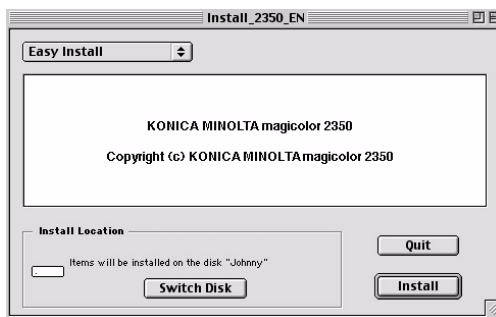 Install_2350_EN
Easy Install
KONICA MINOLTA magicolor 2350
Copyright (c) KONICA MINOLTA magicolor 2350
Install Location
Items will be installed on the disk "Johnny"
Switch Disk
Quit
Install